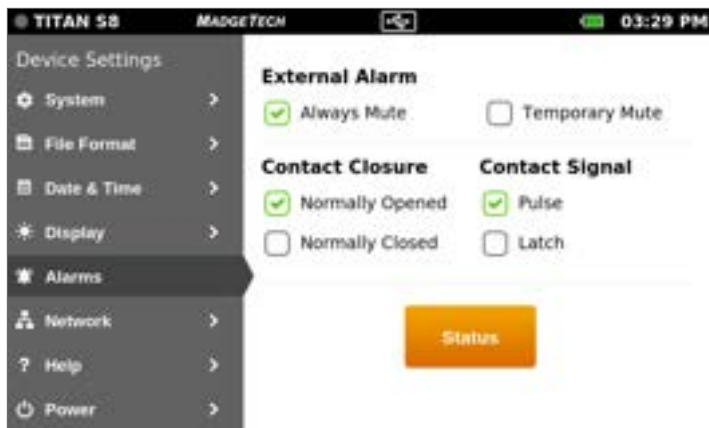 TITAN S8 MADGETECH 03:29 PM
Device Settings
System
File Format
Date & Time
Display
Alarms
Network
? Help
Power
External Alarm
Always Mute Temporary Mute
Contact Closure Contact Signal
Normally Opened Pulse
Normally Closed Latch
Status